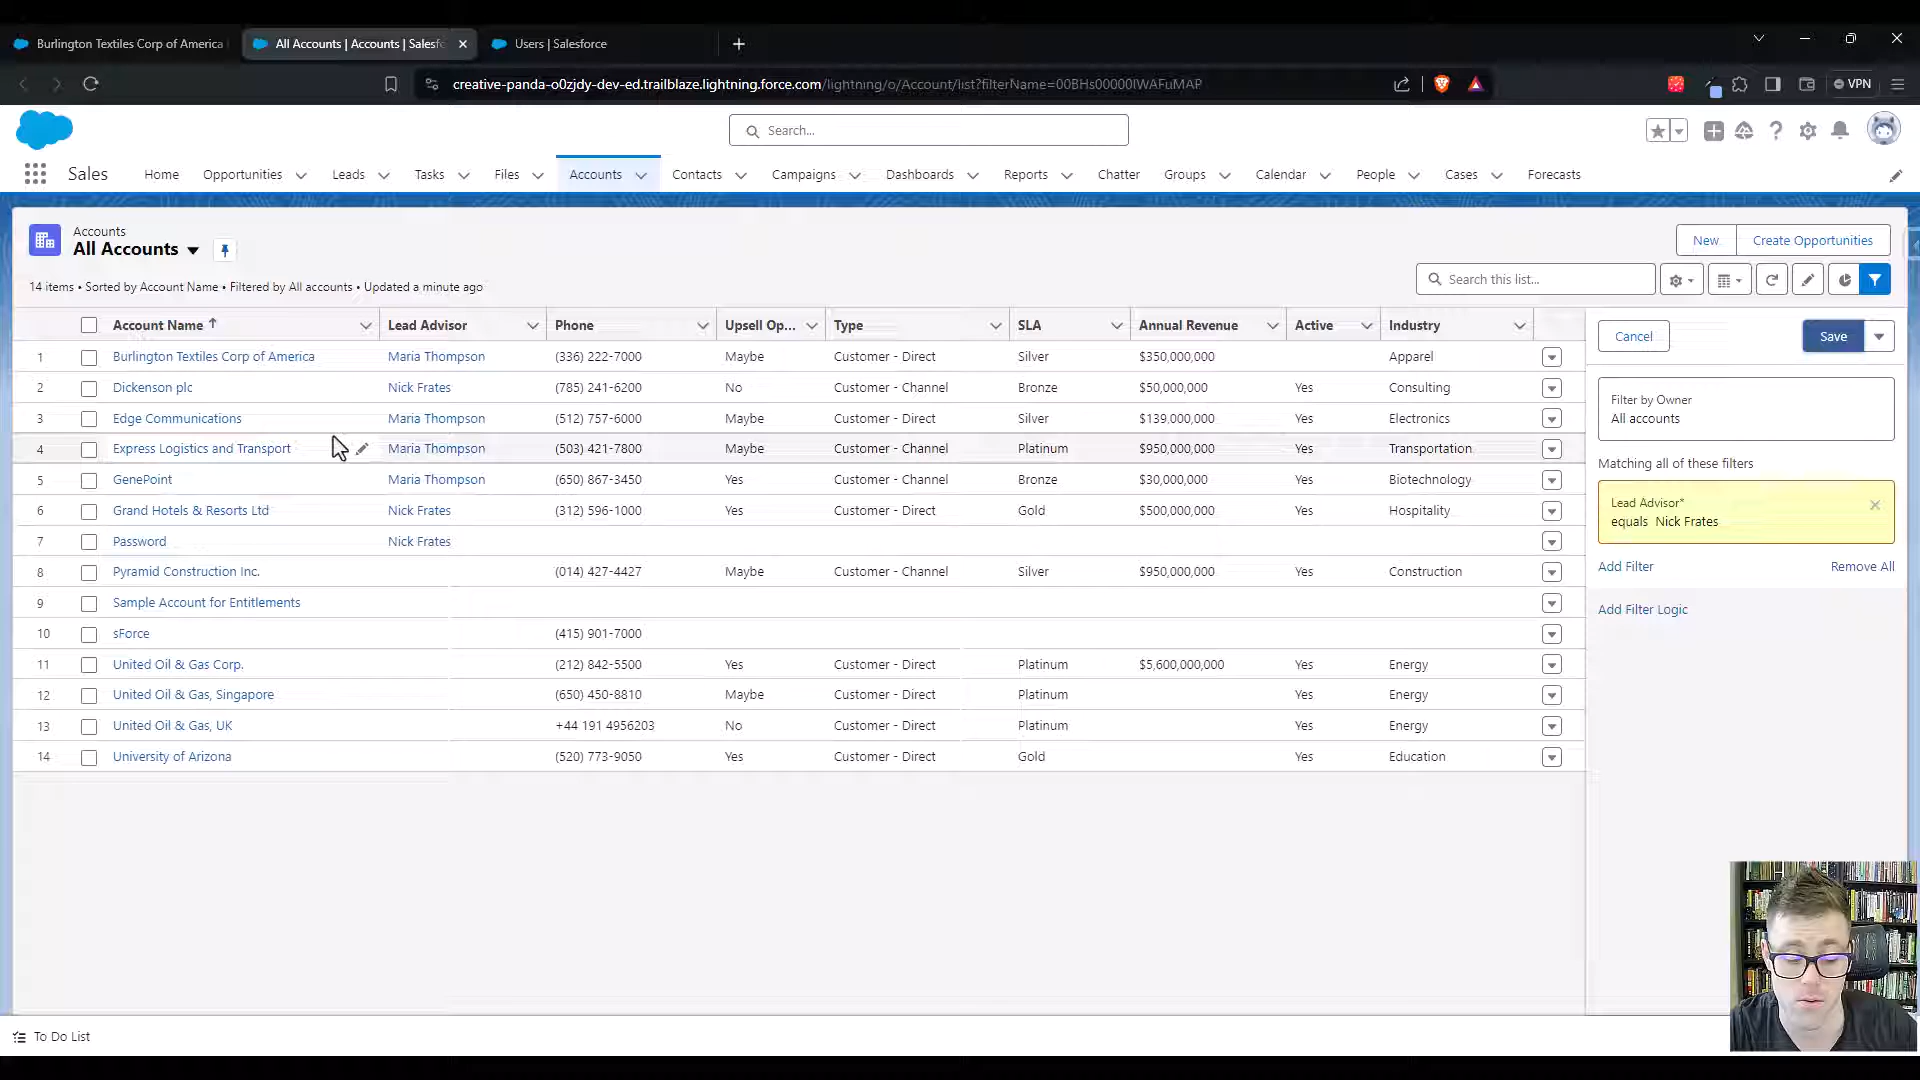 Burlington Textiles Corp of America
All Accounts | Accounts | Salesf
Users | Salesforce
creative-panda-o0zjdy-dev-ed.trailblaze.lightning.force.com/lightning/o/Account/list?filterName=00BHs00000lWAFuMAP
VPN
Search...
Sales
Home
Opportunities
Leads
Tasks
Files
Accounts
Contacts
Campaigns
Dashboards
Reports
Chatter
Groups
Calendar
People
Cases
Forecasts
Accounts
All Accounts
New
Create Opportunities
14 items • Sorted by Account Name • Filtered by All accounts • Updated a minute ago
Search this list...
Account Name Lead Advisor Phone Upsell Op... Type SLA Annual Revenue Active Industry
1 Burlington Textiles Corp of America Maria Thompson (336) 222-7000 Maybe Customer - Direct Silver $350,000,000 Apparel
2 Dickenson plc Nick Frates (785) 241-6200 No Customer - Channel Bronze $50,000,000 Yes Consulting
3 Edge Communications Maria Thompson (512) 757-6000 Maybe Customer - Direct Silver $139,000,000 Yes Electronics
4 Express Logistics and Transport Maria Thompson (503) 421-7800 Maybe Customer - Channel Platinum $950,000,000 Yes Transportation
5 GenePoint Maria Thompson (650) 867-3450 Yes Customer - Channel Bronze $30,000,000 Yes Biotechnology
6 Grand Hotels & Resorts Ltd Nick Frates (312) 596-1000 Yes Customer - Direct Gold $500,000,000 Yes Hospitality
7 Password Nick Frates
8 Pyramid Construction Inc. (014) 427-4427 Maybe Customer - Channel Silver $950,000,000 Yes Construction
9 Sample Account for Entitlements
10 sForce (415) 901-7000
11 United Oil & Gas Corp. (212) 842-5500 Yes Customer - Direct Platinum $5,600,000,000 Yes Energy
12 United Oil & Gas, Singapore (650) 450-8810 Maybe Customer - Direct Platinum Yes Energy
13 United Oil & Gas, UK +44 191 4956203 No Customer - Direct Platinum Yes Energy
14 University of Arizona (520) 773-9050 Yes Customer - Direct Gold Yes Education
Cancel
Save
Filter by Owner
All accounts
Matching all of these filters
Lead Advisor*
equals Nick Frates
Add Filter
Remove All
Add Filter Logic
To Do List